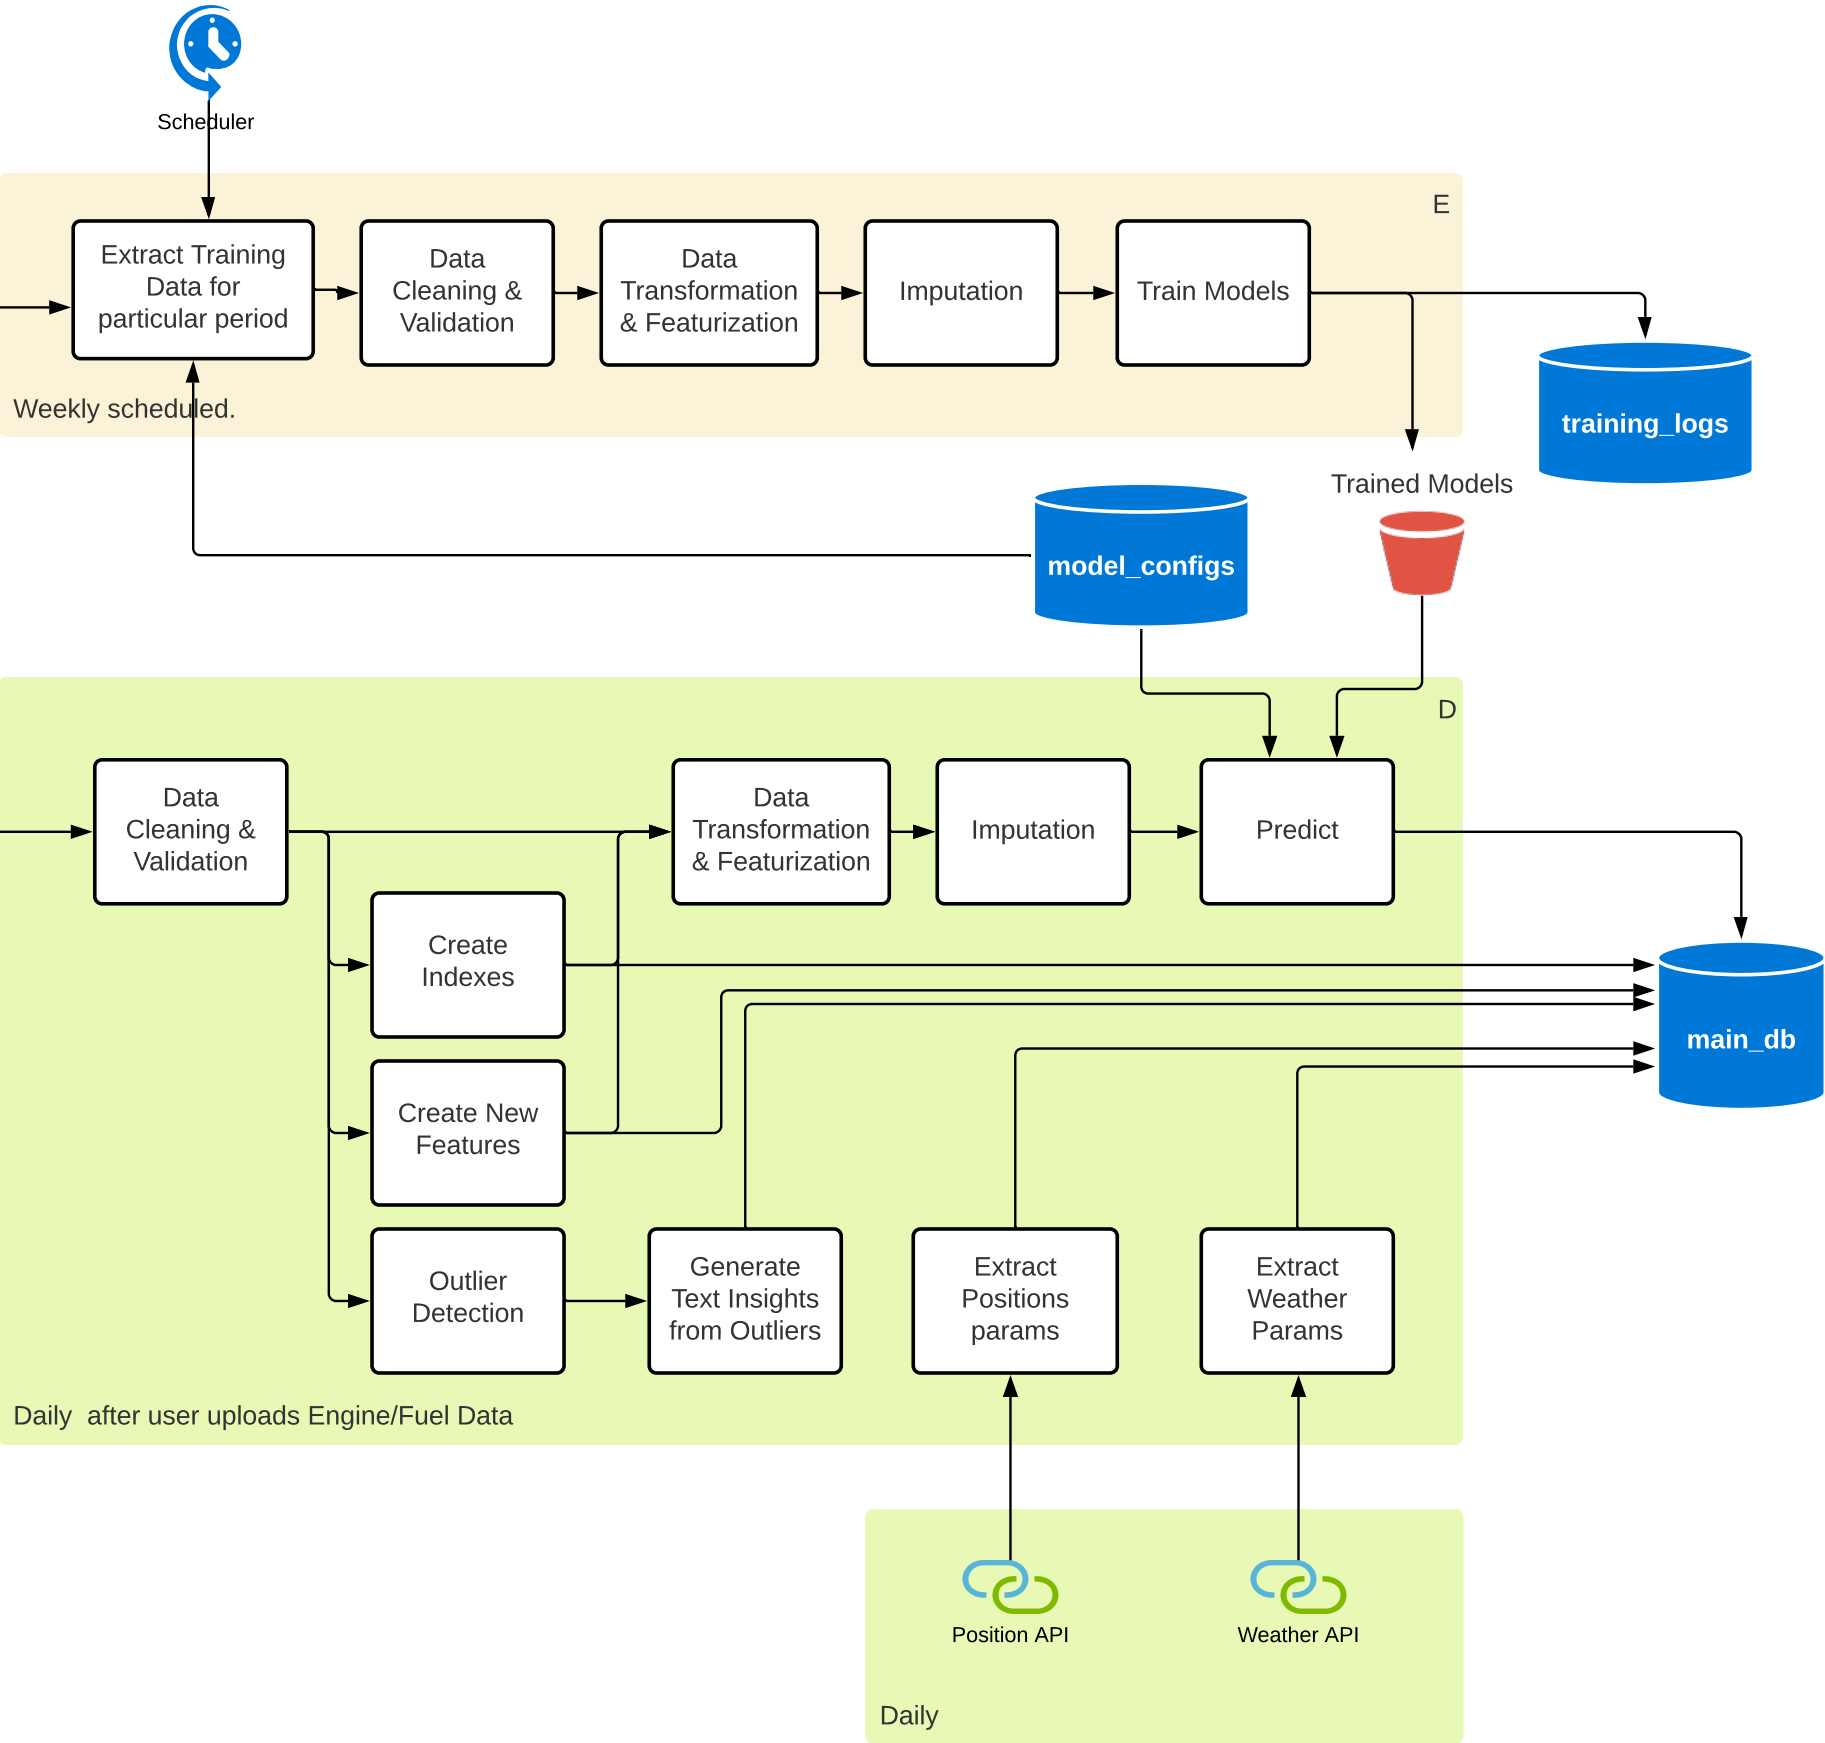 Scheduler
E
Extract Training
Data for
particular period
Data
Cleaning &
Validation
Data
Transformation
& Featurization
Imputation
Train Models
Weekly scheduled.
training_logs
Trained Models
model_configs
D
Data
Cleaning &
Validation
Data
Transformation
& Featurization
Imputation
Predict
Create
Indexes
main_db
Create New
Features
Outlier
Detection
Generate
Text Insights
from Outliers
Extract
Positions
params
Extract
Weather
Params
Daily  after user uploads Engine/Fuel Data
Position API
Weather API
Daily